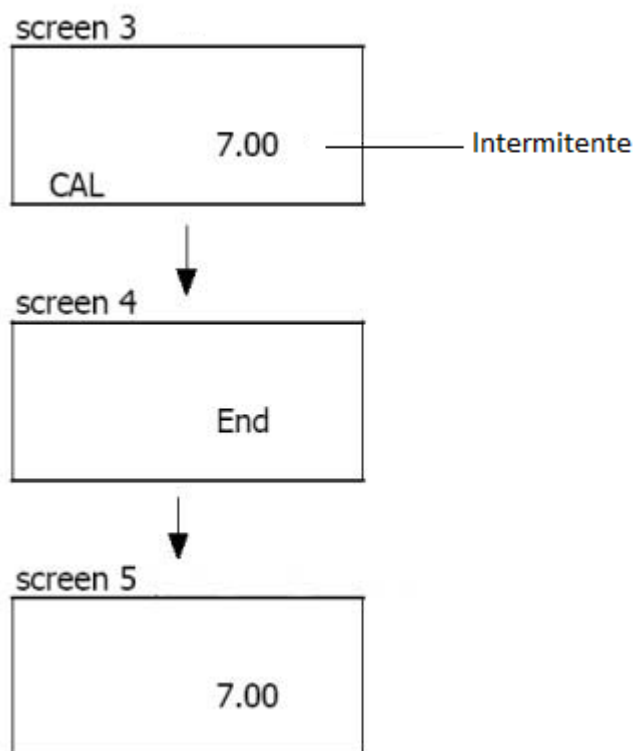 screen 3
7.00
Intermitente
CAL
screen 4
End
screen 5
7.00